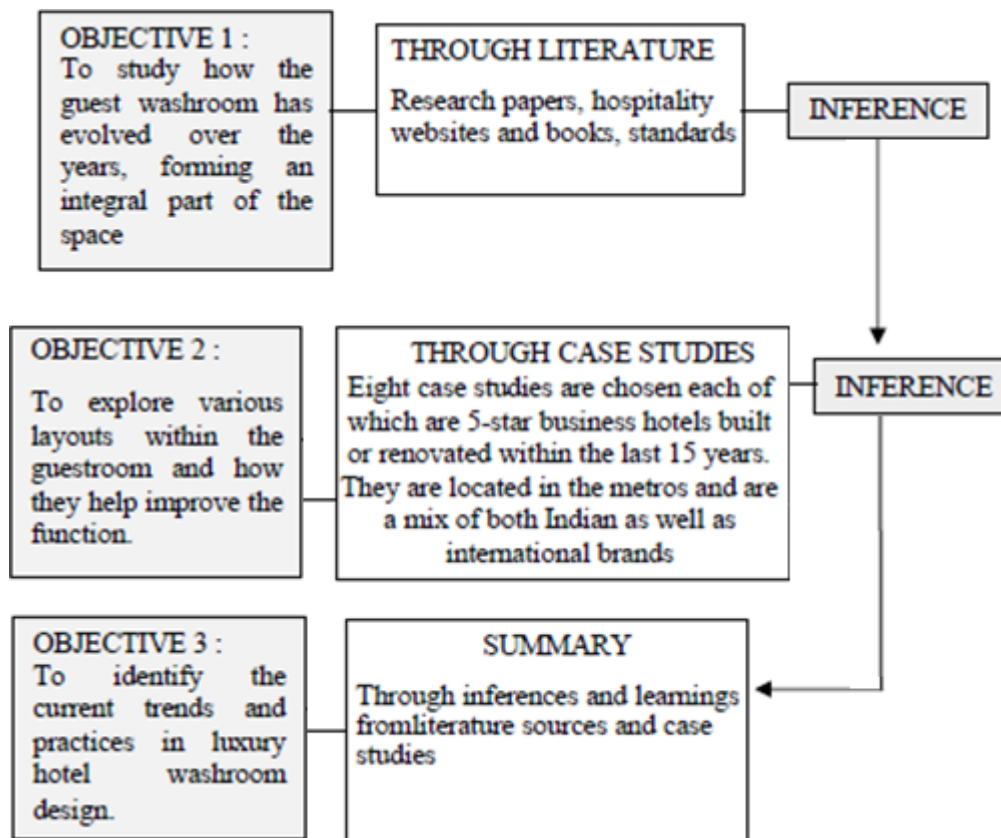 OBJECTIVE 1 :
To study how the
guest washroom has
evolved over the
years, forming an
integral part of the
space
THROUGH LITERATURE
Research papers, hospitality
websites and books, standards
INFERENCE
OBJECTIVE 2 :
To explore various
layouts within the
guestroom and how
they help improve the
function.
THROUGH CASE STUDIES
Eight case studies are chosen each of
which are 5-star business hotels built
or renovated within the last 15 years.
They are located in the metros and are
a mix of both Indian as well as
international brands
INFERENCE
OBJECTIVE 3 :
To identify the
current trends and
practices in luxury
hotel washroom
design.
SUMMARY
Through inferences and learnings
fromliterature sources and case
studies